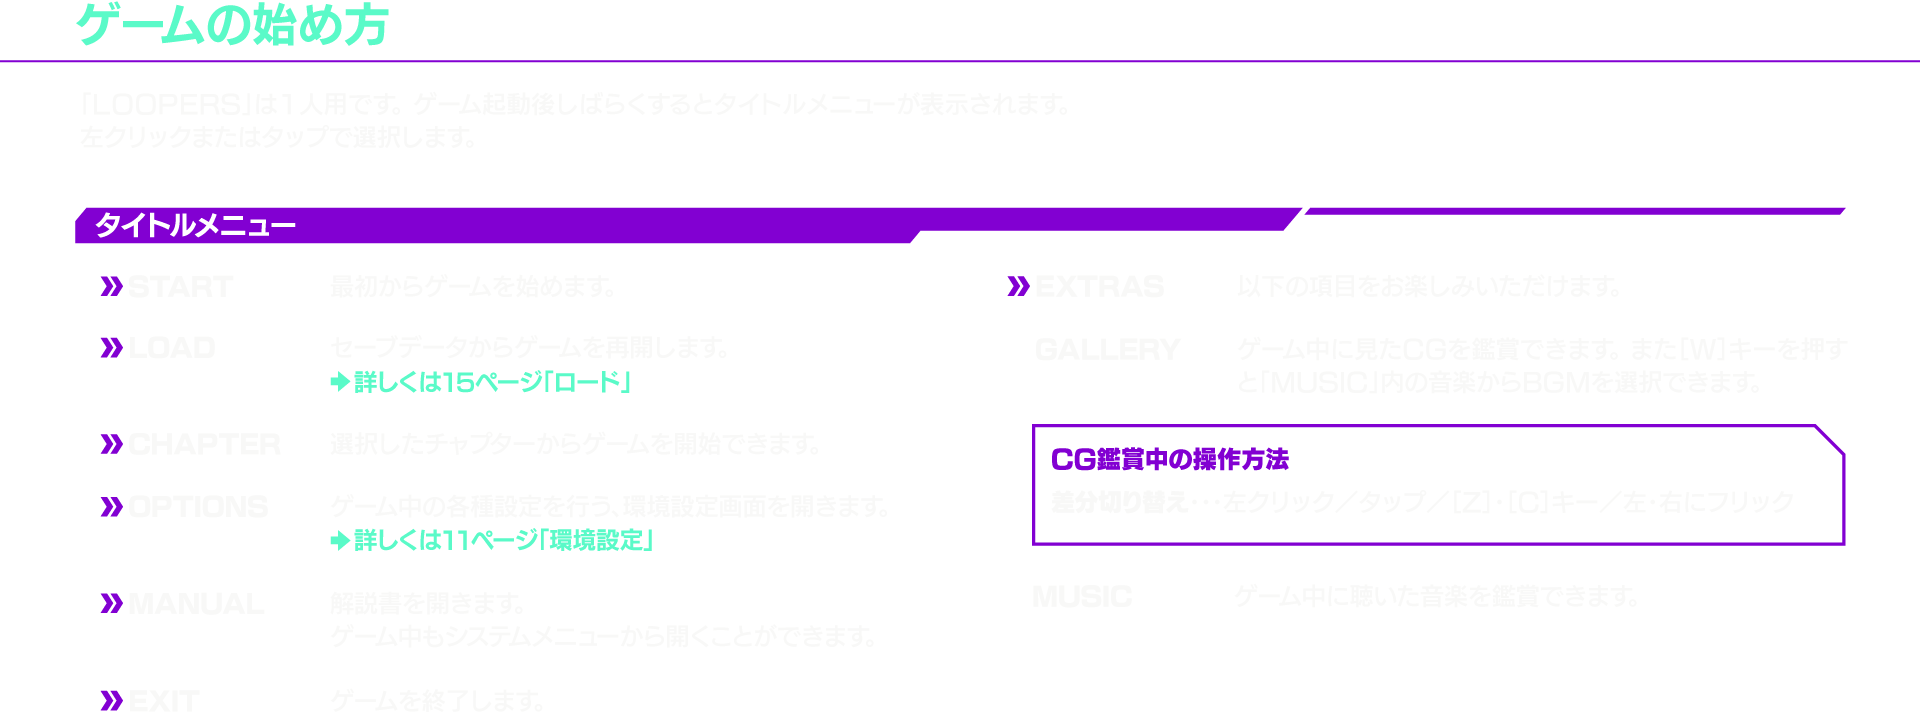 ゲームの始め方
「LOOPERS」は1人用です。ゲーム起動後しばらくするとタイトルメニューが表示されます。
左クリックまたはタップで選択します。
タイトルメニュー
START 最初からゲームを始めます。
LOAD セーブデータからゲームを再開します。
詳しくは15ページ「ロード」
CHAPTER 選択したチャプターからゲームを開始できます。
OPTIONS ゲーム中の各種設定を行う、環境設定画面を開きます。
詳しくは11ページ「環境設定」
MANUAL 解説書を開きます。
ゲーム中もシステムメニューから開くことができます。
EXIT ゲームを終了します。
EXTRAS 以下の項目をお楽しみいただけます。
GALLERY ゲーム中に見たCGを鑑賞できます。また[W]キーを押す
と「MUSIC」内の音楽からBGMを選択できます。
CG鑑賞中の操作方法
差分切り替え・・・左クリック／タップ／[Z]・[C]キー／左・右にフリック
MUSIC ゲーム中に聴いた音楽を鑑賞できます。